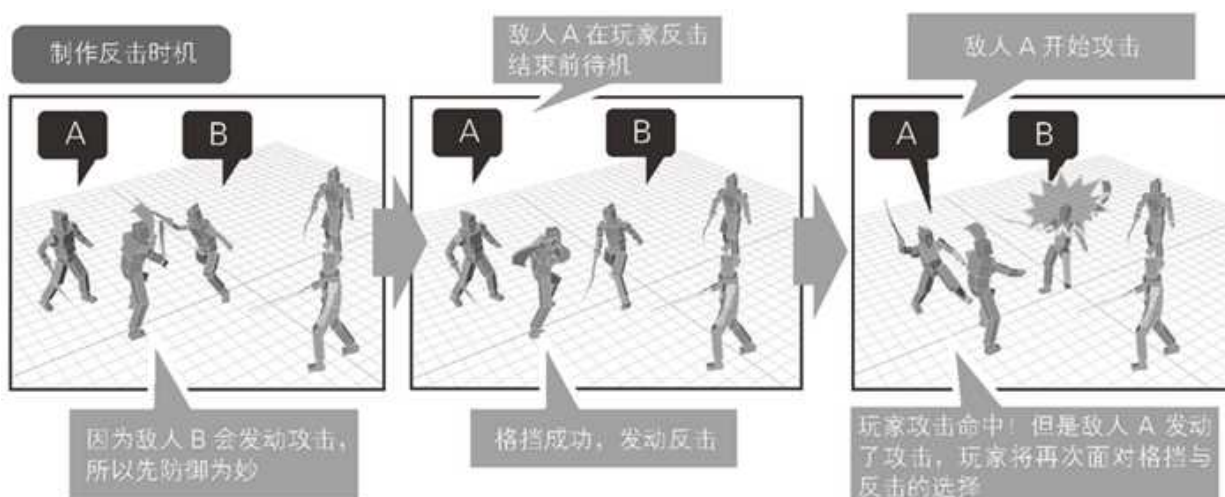 制作反击时机
敌人 A 在玩家反击
结束前待机
敌人 A 开始攻击
A
B
A
B
A
B
因为敌人 B 会发动攻击，
所以先防御为妙
格挡成功，发动反击
玩家攻击命中！但是敌人 A 发动
了攻击，玩家将再次面对格挡与
反击的选择